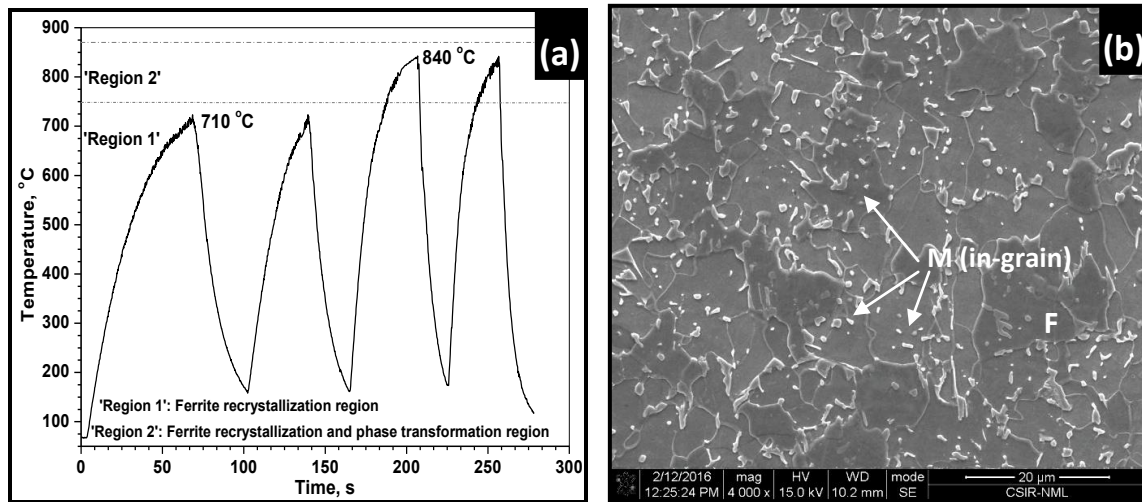 (a)
900
800
700
600
500
400
300
200
100
Temperature, °C
'Region 2'
'Region 1'
710 °C
840 °C
'Region 1': Ferrite recrystallization region
'Region 2': Ferrite recrystallization and phase transformation region
0 50 100 150 200 250 300
Time, s
(b)
M (in-grain)
F
2/12/2016 mag HV WD mode
12:25:24 PM 4 000 x 15.0 kV 10.2 mm SE
20 µm
CSIR-NML